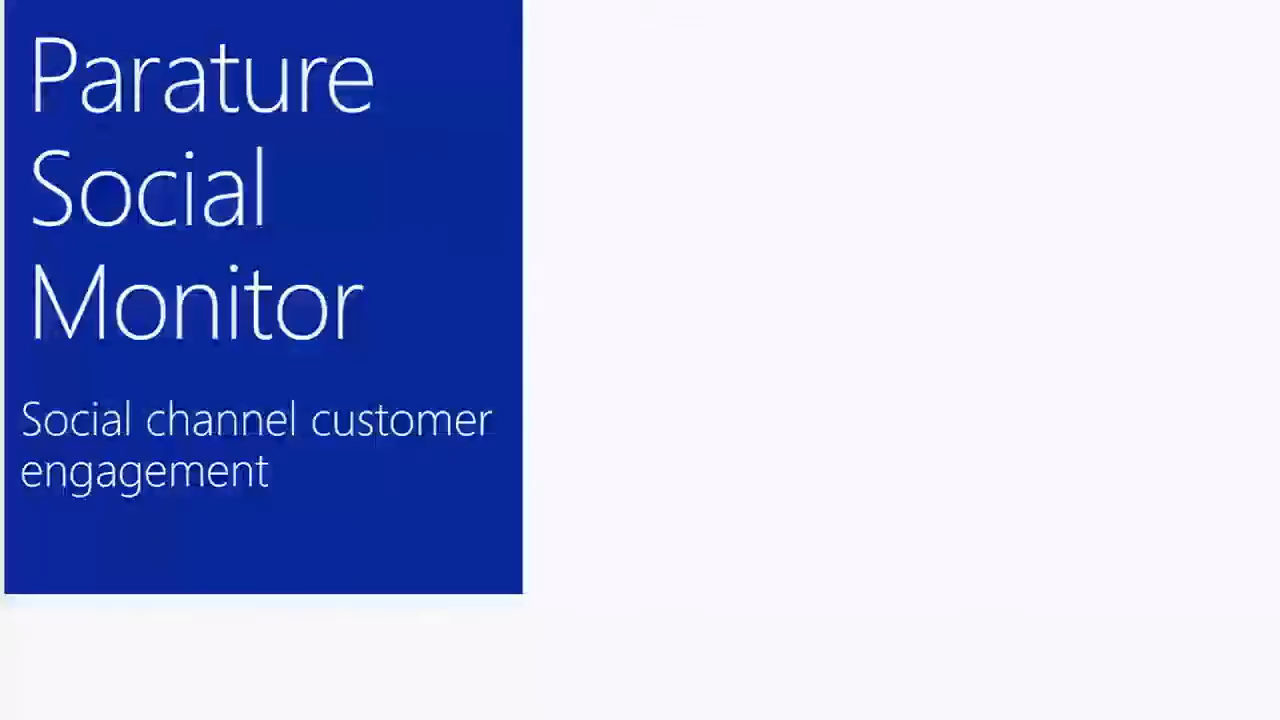 Parature
Social
Monitor
Social channel customer
engagement